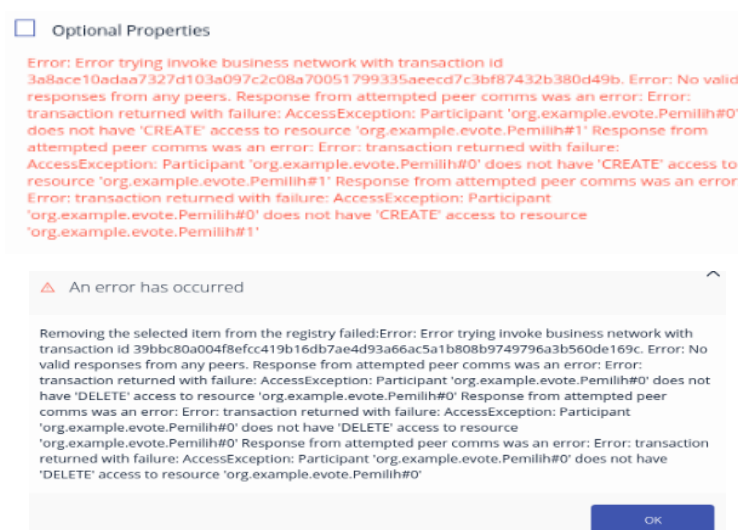 Optional Properties
Error: Error trying invoke business network with transaction id
3a8ace10adaa7327d103a097c2c08a70051799335aeecd7c3bf87432b380d49b. Error: No valid
responses from any peers. Response from attempted peer comms was an error: Error:
transaction returned with failure: AccessException: Participant 'org.example.evote.Pemilih#0'
does not have 'CREATE' access to resource 'org.example.evote.Pemilih#1' Response from
attempted peer comms was an error: Error: transaction returned with failure:
AccessException: Participant 'org.example.evote.Pemilih#0' does not have 'CREATE' access to
resource 'org.example.evote.Pemilih#1' Response from attempted peer comms was an error
Error: transaction returned with failure: AccessException: Participant
'org.example.evote.Pemilih#0' does not have 'CREATE' access to resource
'org.example.evote.Pemilih#1'
An error has occurred
Removing the selected item from the registry failed:Error: Error trying invoke business network with
transaction id 39bbc80a004f8efcc419b16db7ae4d93a66ac5a1b808b9749796a3b560de169c. Error: No
valid responses from any peers. Response from attempted peer comms was an error: Error:
transaction returned with failure: AccessException: Participant 'org.example.evote.Pemilih#0' does not
have 'DELETE' access to resource 'org.example.evote.Pemilih#0' Response from attempted peer
comms was an error: Error: transaction returned with failure: AccessException: Participant
'org.example.evote.Pemilih#0' does not have 'DELETE' access to resource
'org.example.evote.Pemilih#0' Response from attempted peer comms was an error: Error: transaction
returned with failure: AccessException: Participant 'org.example.evote.Pemilih#0' does not have
'DELETE' access to resource 'org.example.evote.Pemilih#0'
OK